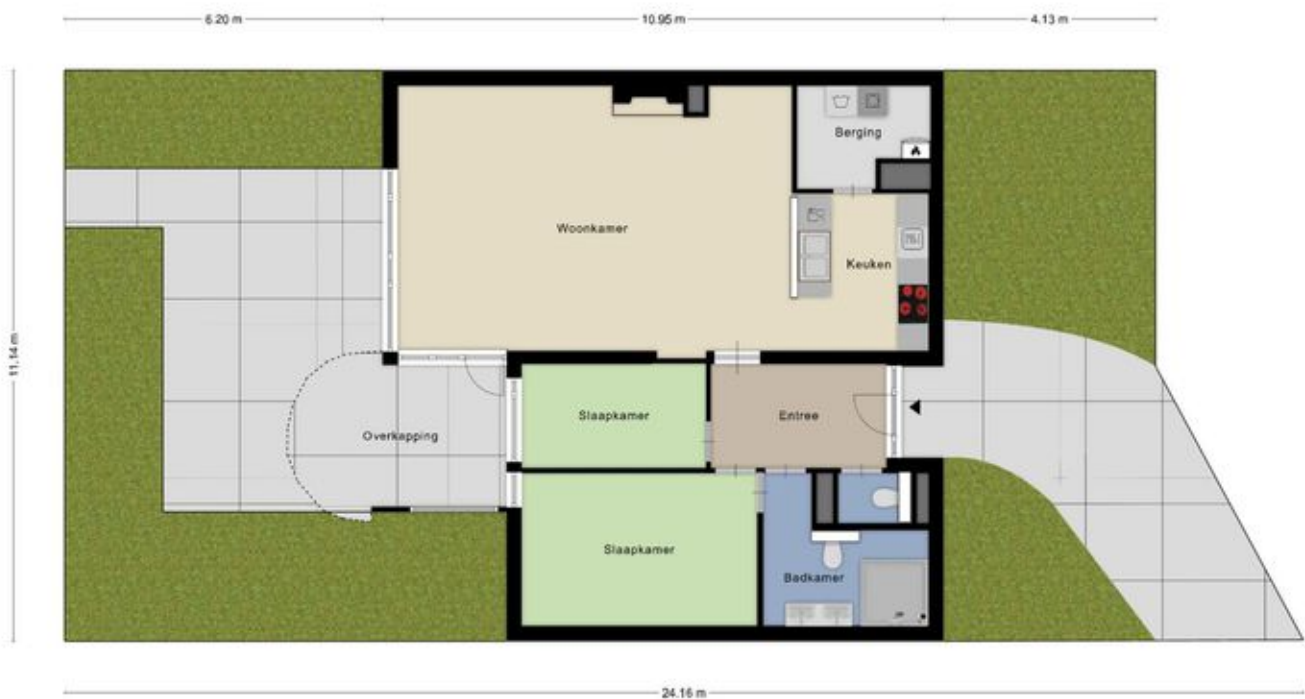 6.20 m
10.95 m
4.13 m
Berging
Woonkamer
Keuken
11.14 m
Slaapkamer
Entree
Overkapping
Slaapkamer
Badkamer
24.16 m